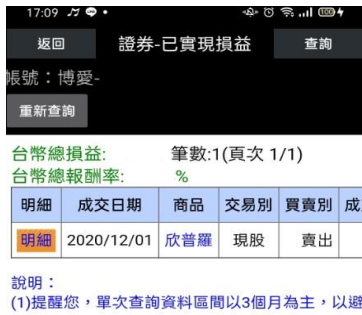 17:09
返回 證券-已實現損益 查詢
帳號：博愛-
重新查詢
台幣總損益: 筆數:1(頁次 1/1)
台幣總報酬率: %
明細 成交日期 商品 交易別 買賣別 成
明細 2020/12/01 欣普羅 現股 賣出
說明：
(1)提醒您，單次查詢資料區間以3個月為主，以避